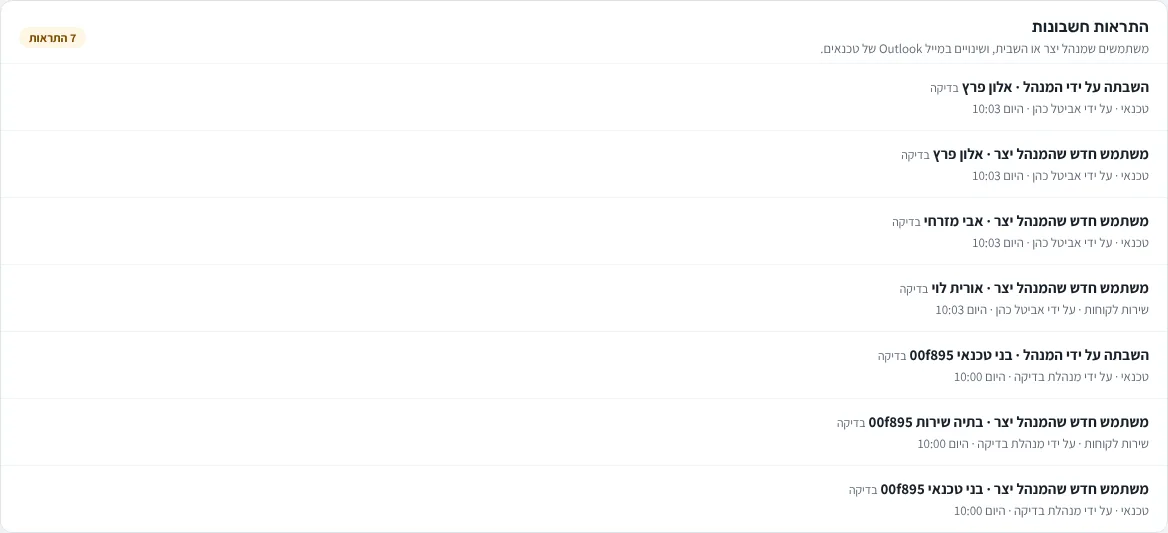 התראות חשבונות
7 התראות
משתמשים שמנהל יצר או השבית, ושינויים במייל Outlook של טכנאים.
השבתה על ידי המנהל · אלון פרץ בדיקה
טכנאי · על ידי אביטל כהן · היום 10:03
משתמש חדש שהמנהל יצר · אלון פרץ בדיקה
טכנאי · על ידי אביטל כהן · היום 10:03
משתמש חדש שהמנהל יצר · אבי מזרחי בדיקה
טכנאי · על ידי אביטל כהן · היום 10:03
משתמש חדש שהמנהל יצר · אורית לוי בדיקה
שירות לקוחות · על ידי אביטל כהן · היום 10:03
השבתה על ידי המנהל · בני טכנאי 00f895 בדיקה
טכנאי · על ידי מנהלת בדיקה · היום 10:00
משתמש חדש שהמנהל יצר · בתיה שירות 00f895 בדיקה
שירות לקוחות · על ידי מנהלת בדיקה · היום 10:00
משתמש חדש שהמנהל יצר · בני טכנאי 00f895 בדיקה
טכנאי · על ידי מנהלת בדיקה · היום 10:00